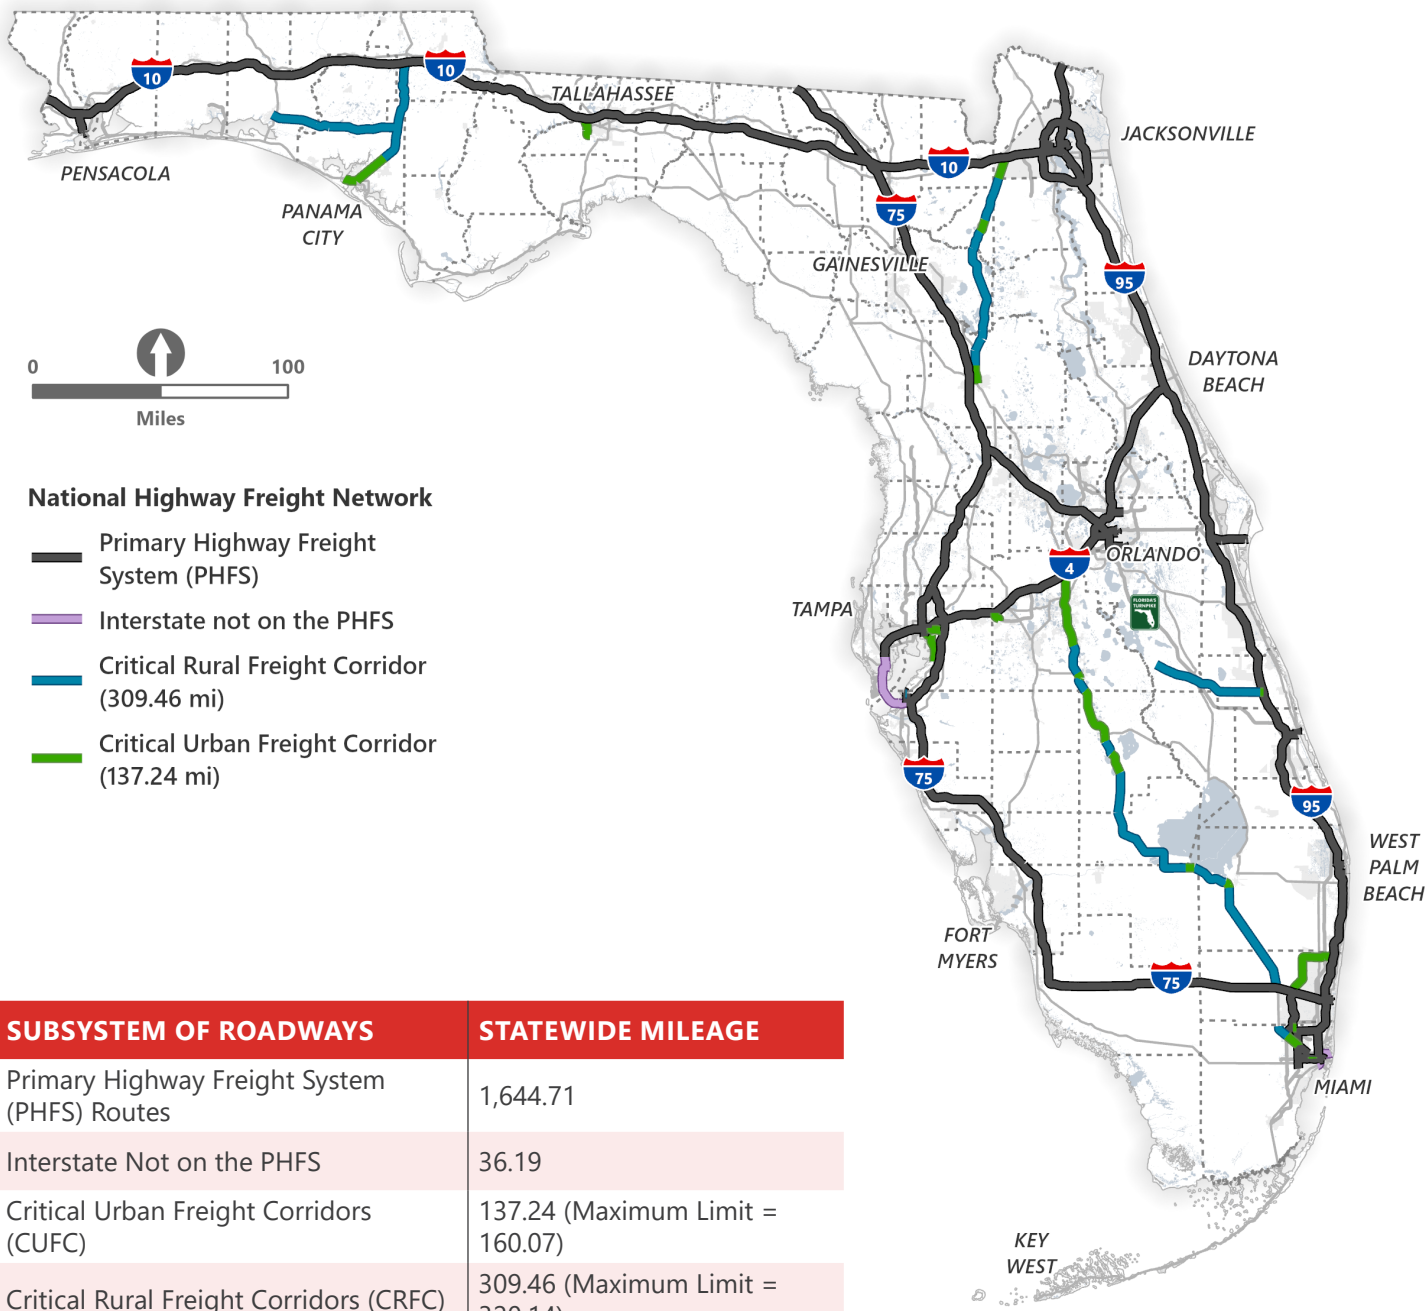 10
10
TALLAHASSEE
JACKSONVILLE
PENSACOLA
10
PANAMA
CITY
75
GAINESVILLE
95
0
100
Miles
DAYTONA
BEACH
National Highway Freight Network
Primary Highway Freight
System (PHFS)
Interstate not on the PHFS
Critical Rural Freight Corridor
(309.46 mi)
Critical Urban Freight Corridor
(137.24 mi)
ORLANDO
4
TAMPA
FLORIDA'S
TURNPIKE
75
95
WEST
PALM
BEACH
FORT
MYERS
75
MIAMI
KEY
WEST
SUBSYSTEM OF ROADWAYS
STATEWIDE MILEAGE
Primary Highway Freight System
(PHFS) Routes
1,644.71
Interstate Not on the PHFS
36.19
Critical Urban Freight Corridors
(CUFC)
137.24 (Maximum Limit =
160.07)
Critical Rural Freight Corridors (CRFC)
309.46 (Maximum Limit =